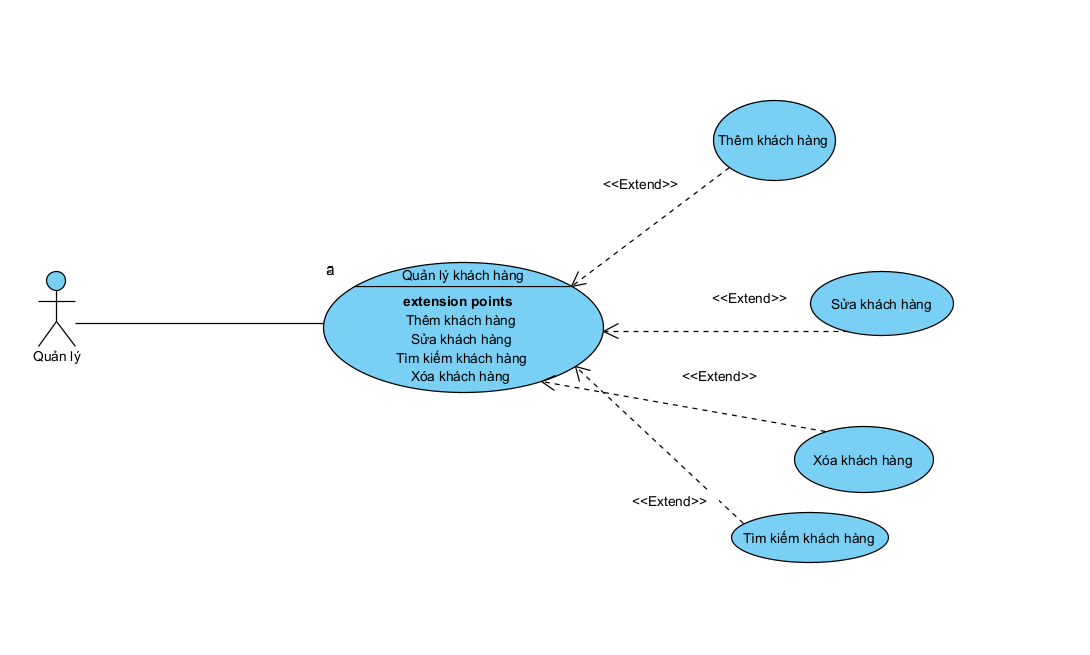 Thêm khách hàng
<<Extend>>
a
Quản lý khách hàng
extension points
Thêm khách hàng
Sửa khách hàng
Tìm kiếm khách hàng
Xóa khách hàng
Quản lý
<<Extend>>
Sửa khách hàng
<<Extend>>
Xóa khách hàng
<<Extend>>
Tìm kiếm khách hàng